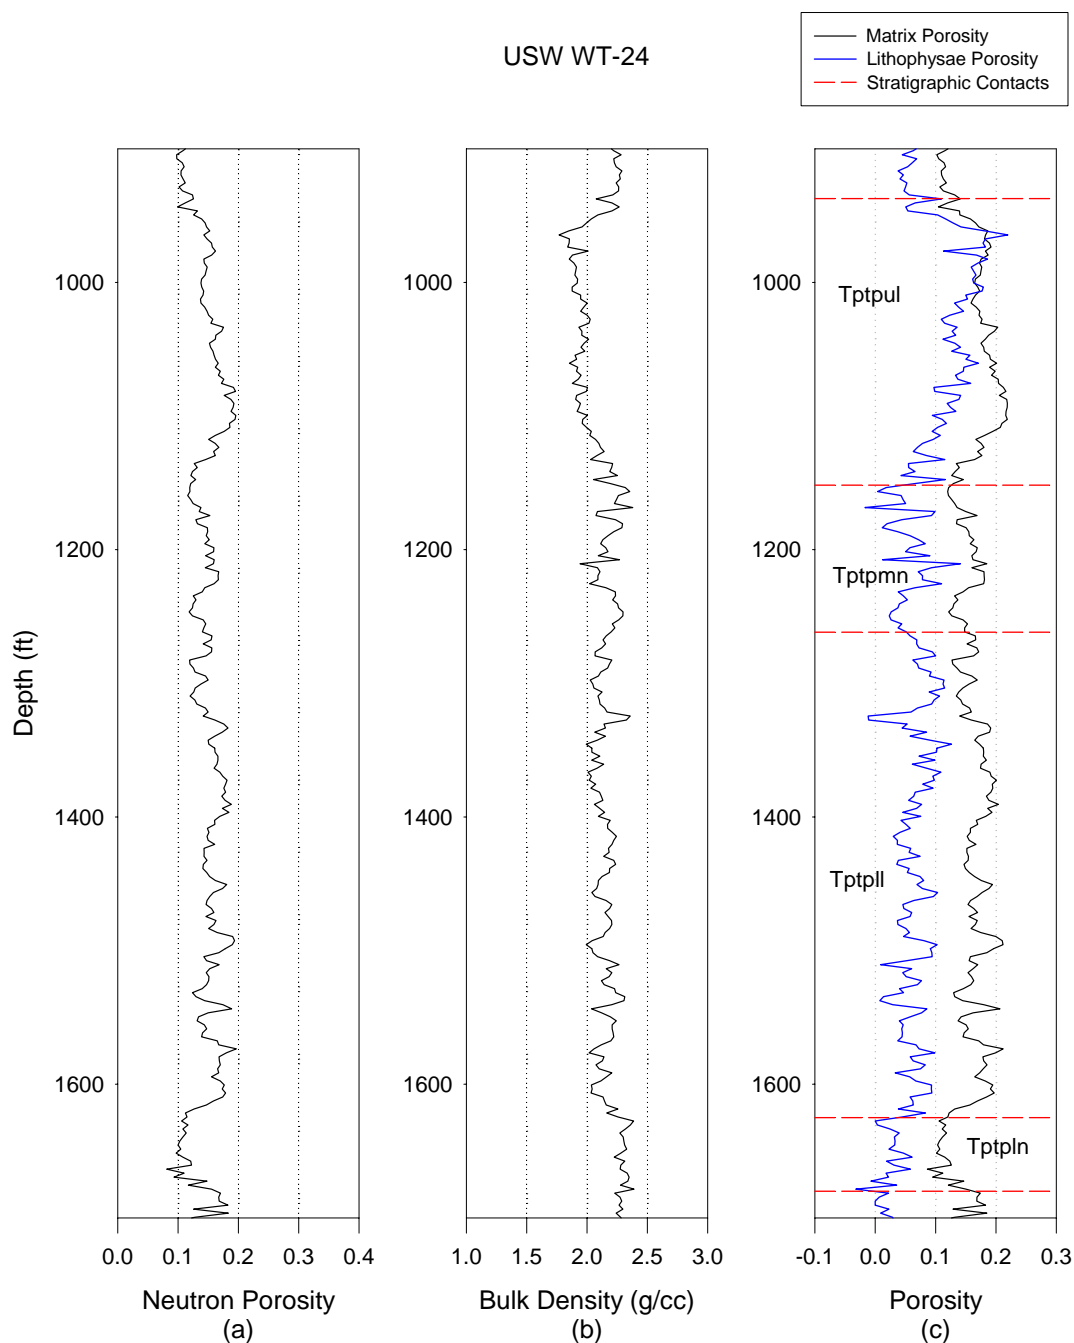 USW WT-24
Matrix Porosity
Lithophysae Porosity
Stratigraphic Contacts
Depth (ft)
1000
1200
1400
1600
0.0 0.1 0.2 0.3 0.4
Neutron Porosity
(a)
1000
1200
1400
1600
1.0 1.5 2.0 2.5 3.0
Bulk Density (g/cc)
(b)
1000
1200
1400
1600
Tptpul
Tptpmn
Tptpll
Tptpln
-0.1 0.0 0.1 0.2 0.3
Porosity
(c)